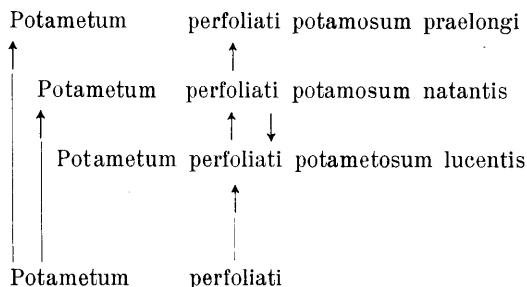 Potametum perfoliati potamosum praelongi
Potametum perfoliati potamosum natantis
Potametum perfoliati potametosum lucentis
Potametum perfoliati